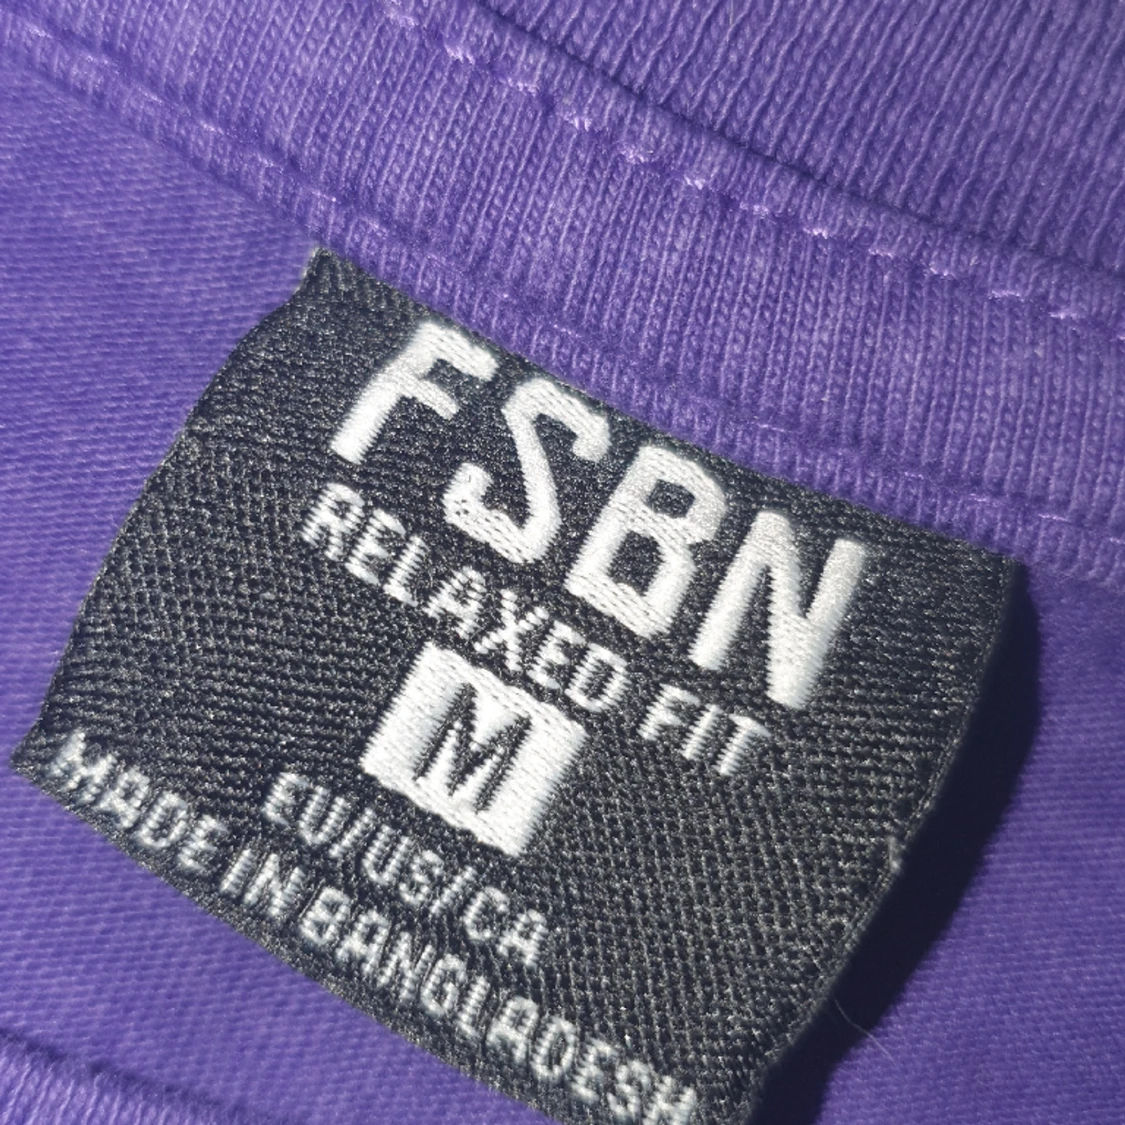 FSBN
RELAXED FIT
M
EU/US/CA
MADE IN BANGLADESH